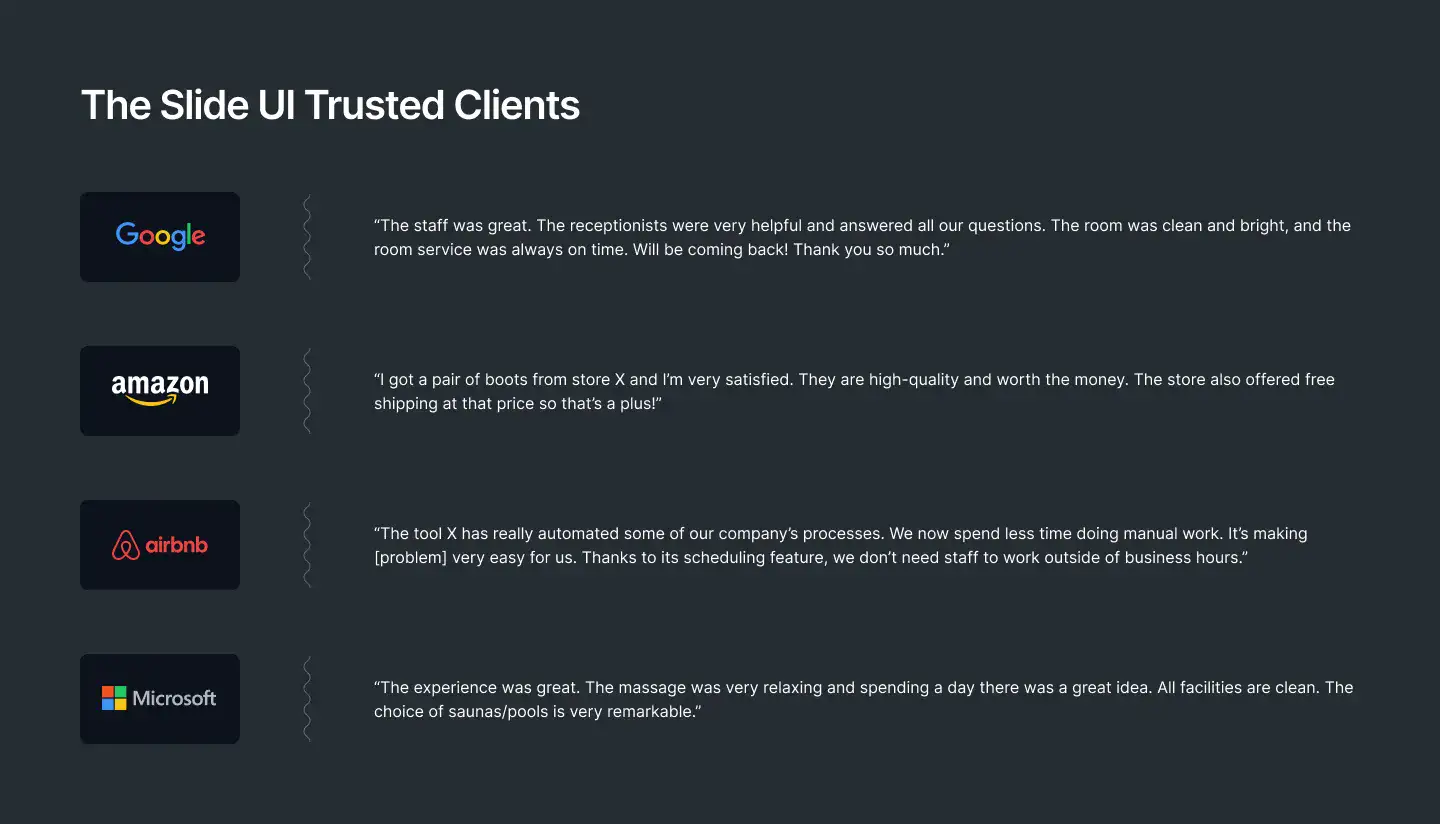 The Slide UI Trusted Clients
Google
“The staff was great. The receptionists were very helpful and answered all our questions. The room was clean and bright, and the
room service was always on time. Will be coming back! Thank you so much.”
amazon
“I got a pair of boots from store X and I’m very satisfied. They are high-quality and worth the money. The store also offered free
shipping at that price so that’s a plus!”
airbnb
“The tool X has really automated some of our company’s processes. We now spend less time doing manual work. It’s making
[problem] very easy for us. Thanks to its scheduling feature, we don’t need staff to work outside of business hours.”
Microsoft
“The experience was great. The massage was very relaxing and spending a day there was a great idea. All facilities are clean. The
choice of saunas/pools is very remarkable.”